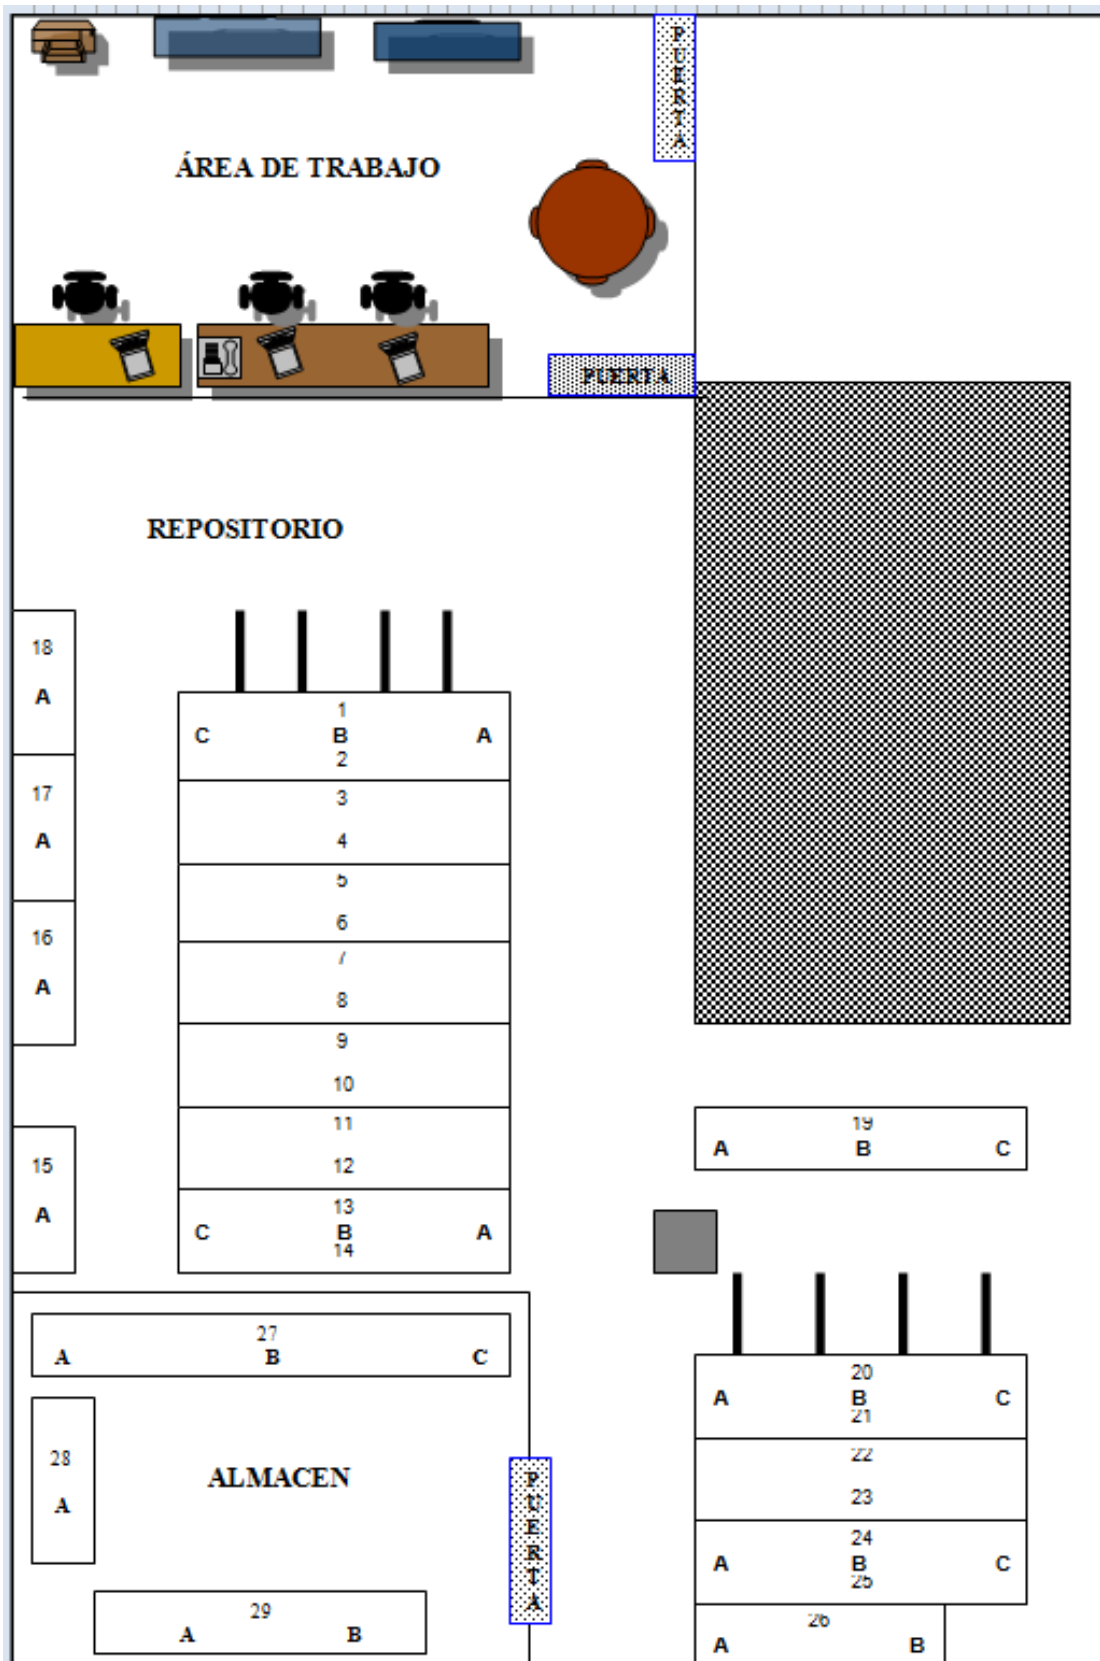 PUERTA
ÁREA DE TRABAJO
PUERTA
REPOSITORIO
18
A
17
A
16
A
15
A
1
C B A
2
3
4
5
6
7
8
9
10
11
12
13
C B A
14
19
A B C
20
A B C
21
22
23
24
A B C
25
26
A B
27
A B C
28
A
ALMACEN
PUERTA
29
A B